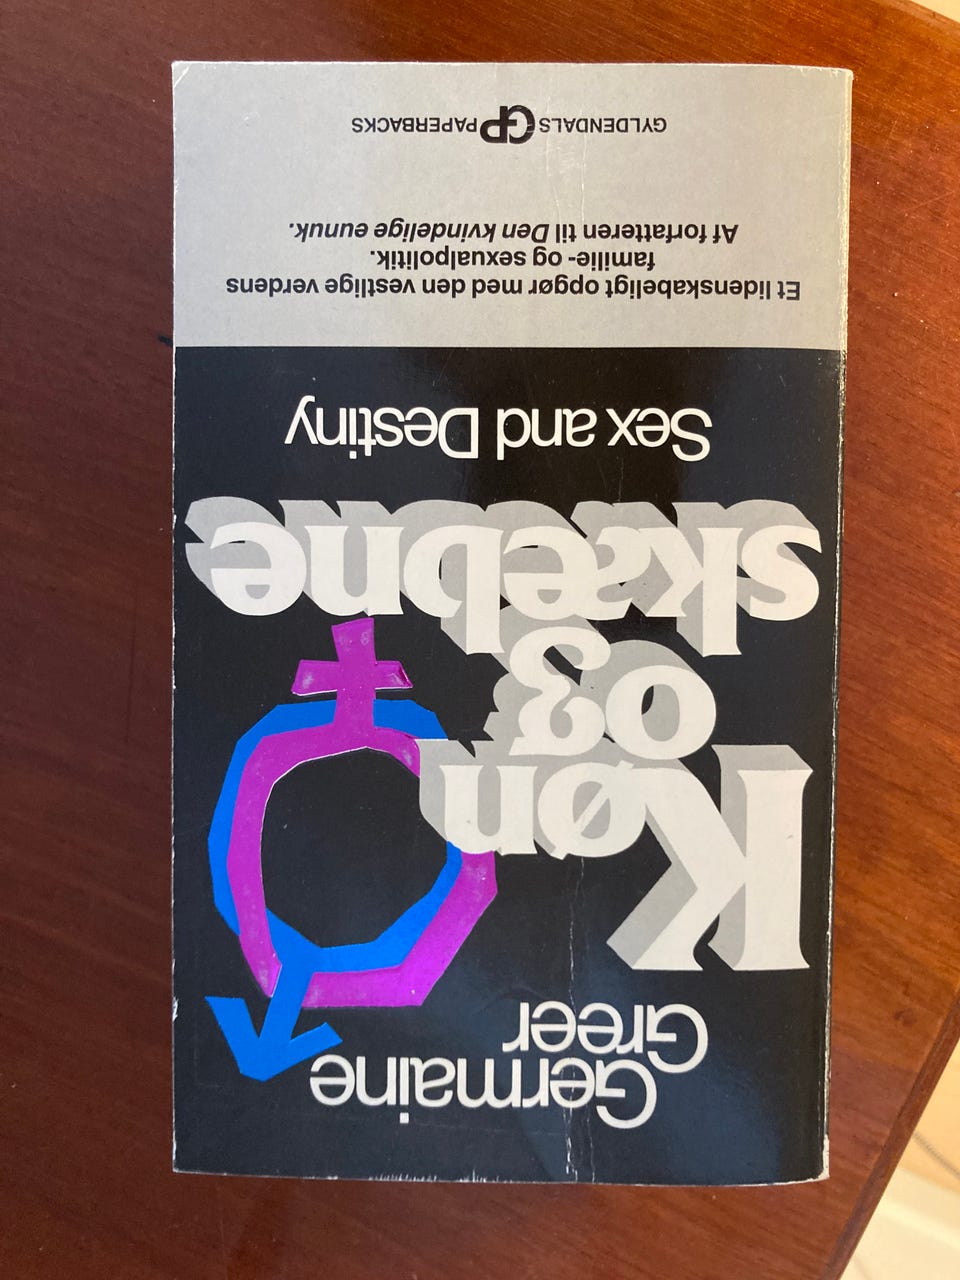 Germaine
Greer
Køn
og
skæbne
Sex and Destiny
Et lidenskabeligt opgør med den vestlige verdens
familie- og sexualpolitik.
Af forfatteren til Den kvindelige eunuk.
GYLDENDALS GP PAPERBACKS